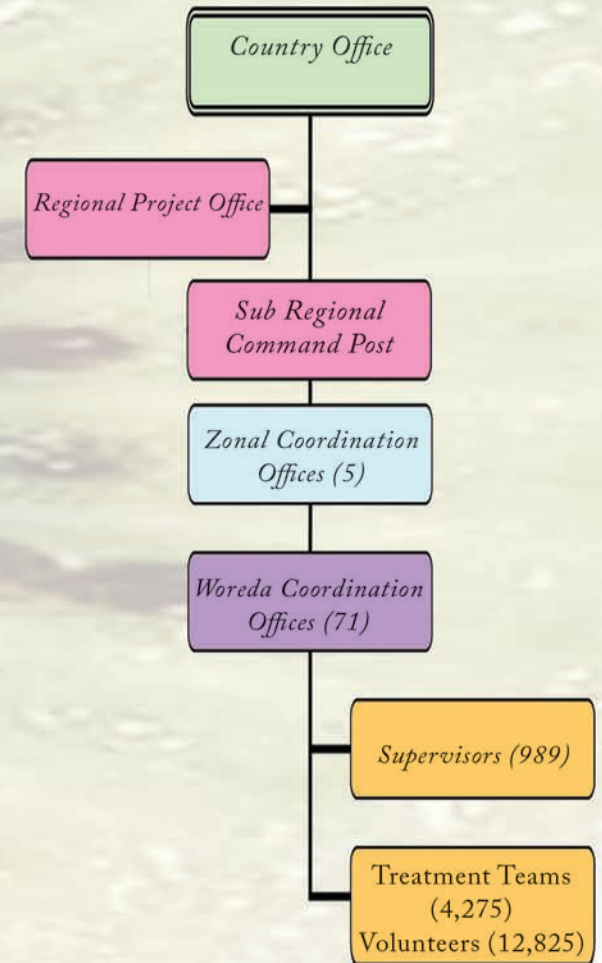 Country Office
Regional Project Office
Sub Regional
Command Post
Zonal Coordination
Offices (5)
Woreda Coordination
Offices (71)
Supervisors (989)
Treatment Teams
(4,275)
Volunteers (12,825)